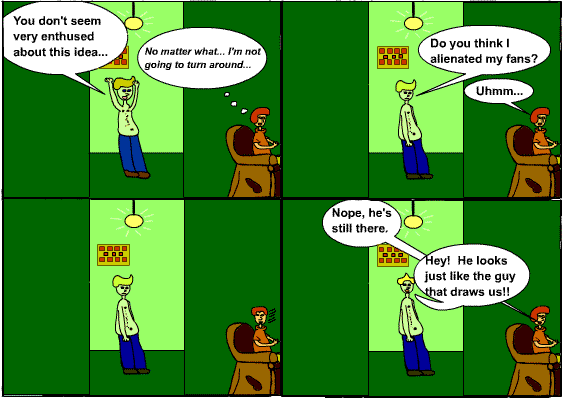 You don't seem
very enthused
about this idea...
No matter what... I'm not
going to turn around...
Do you think I
alienated my fans?
Uhmm...
Nope, he's
still there.
Hey!  He looks
just like the guy
that draws us!!